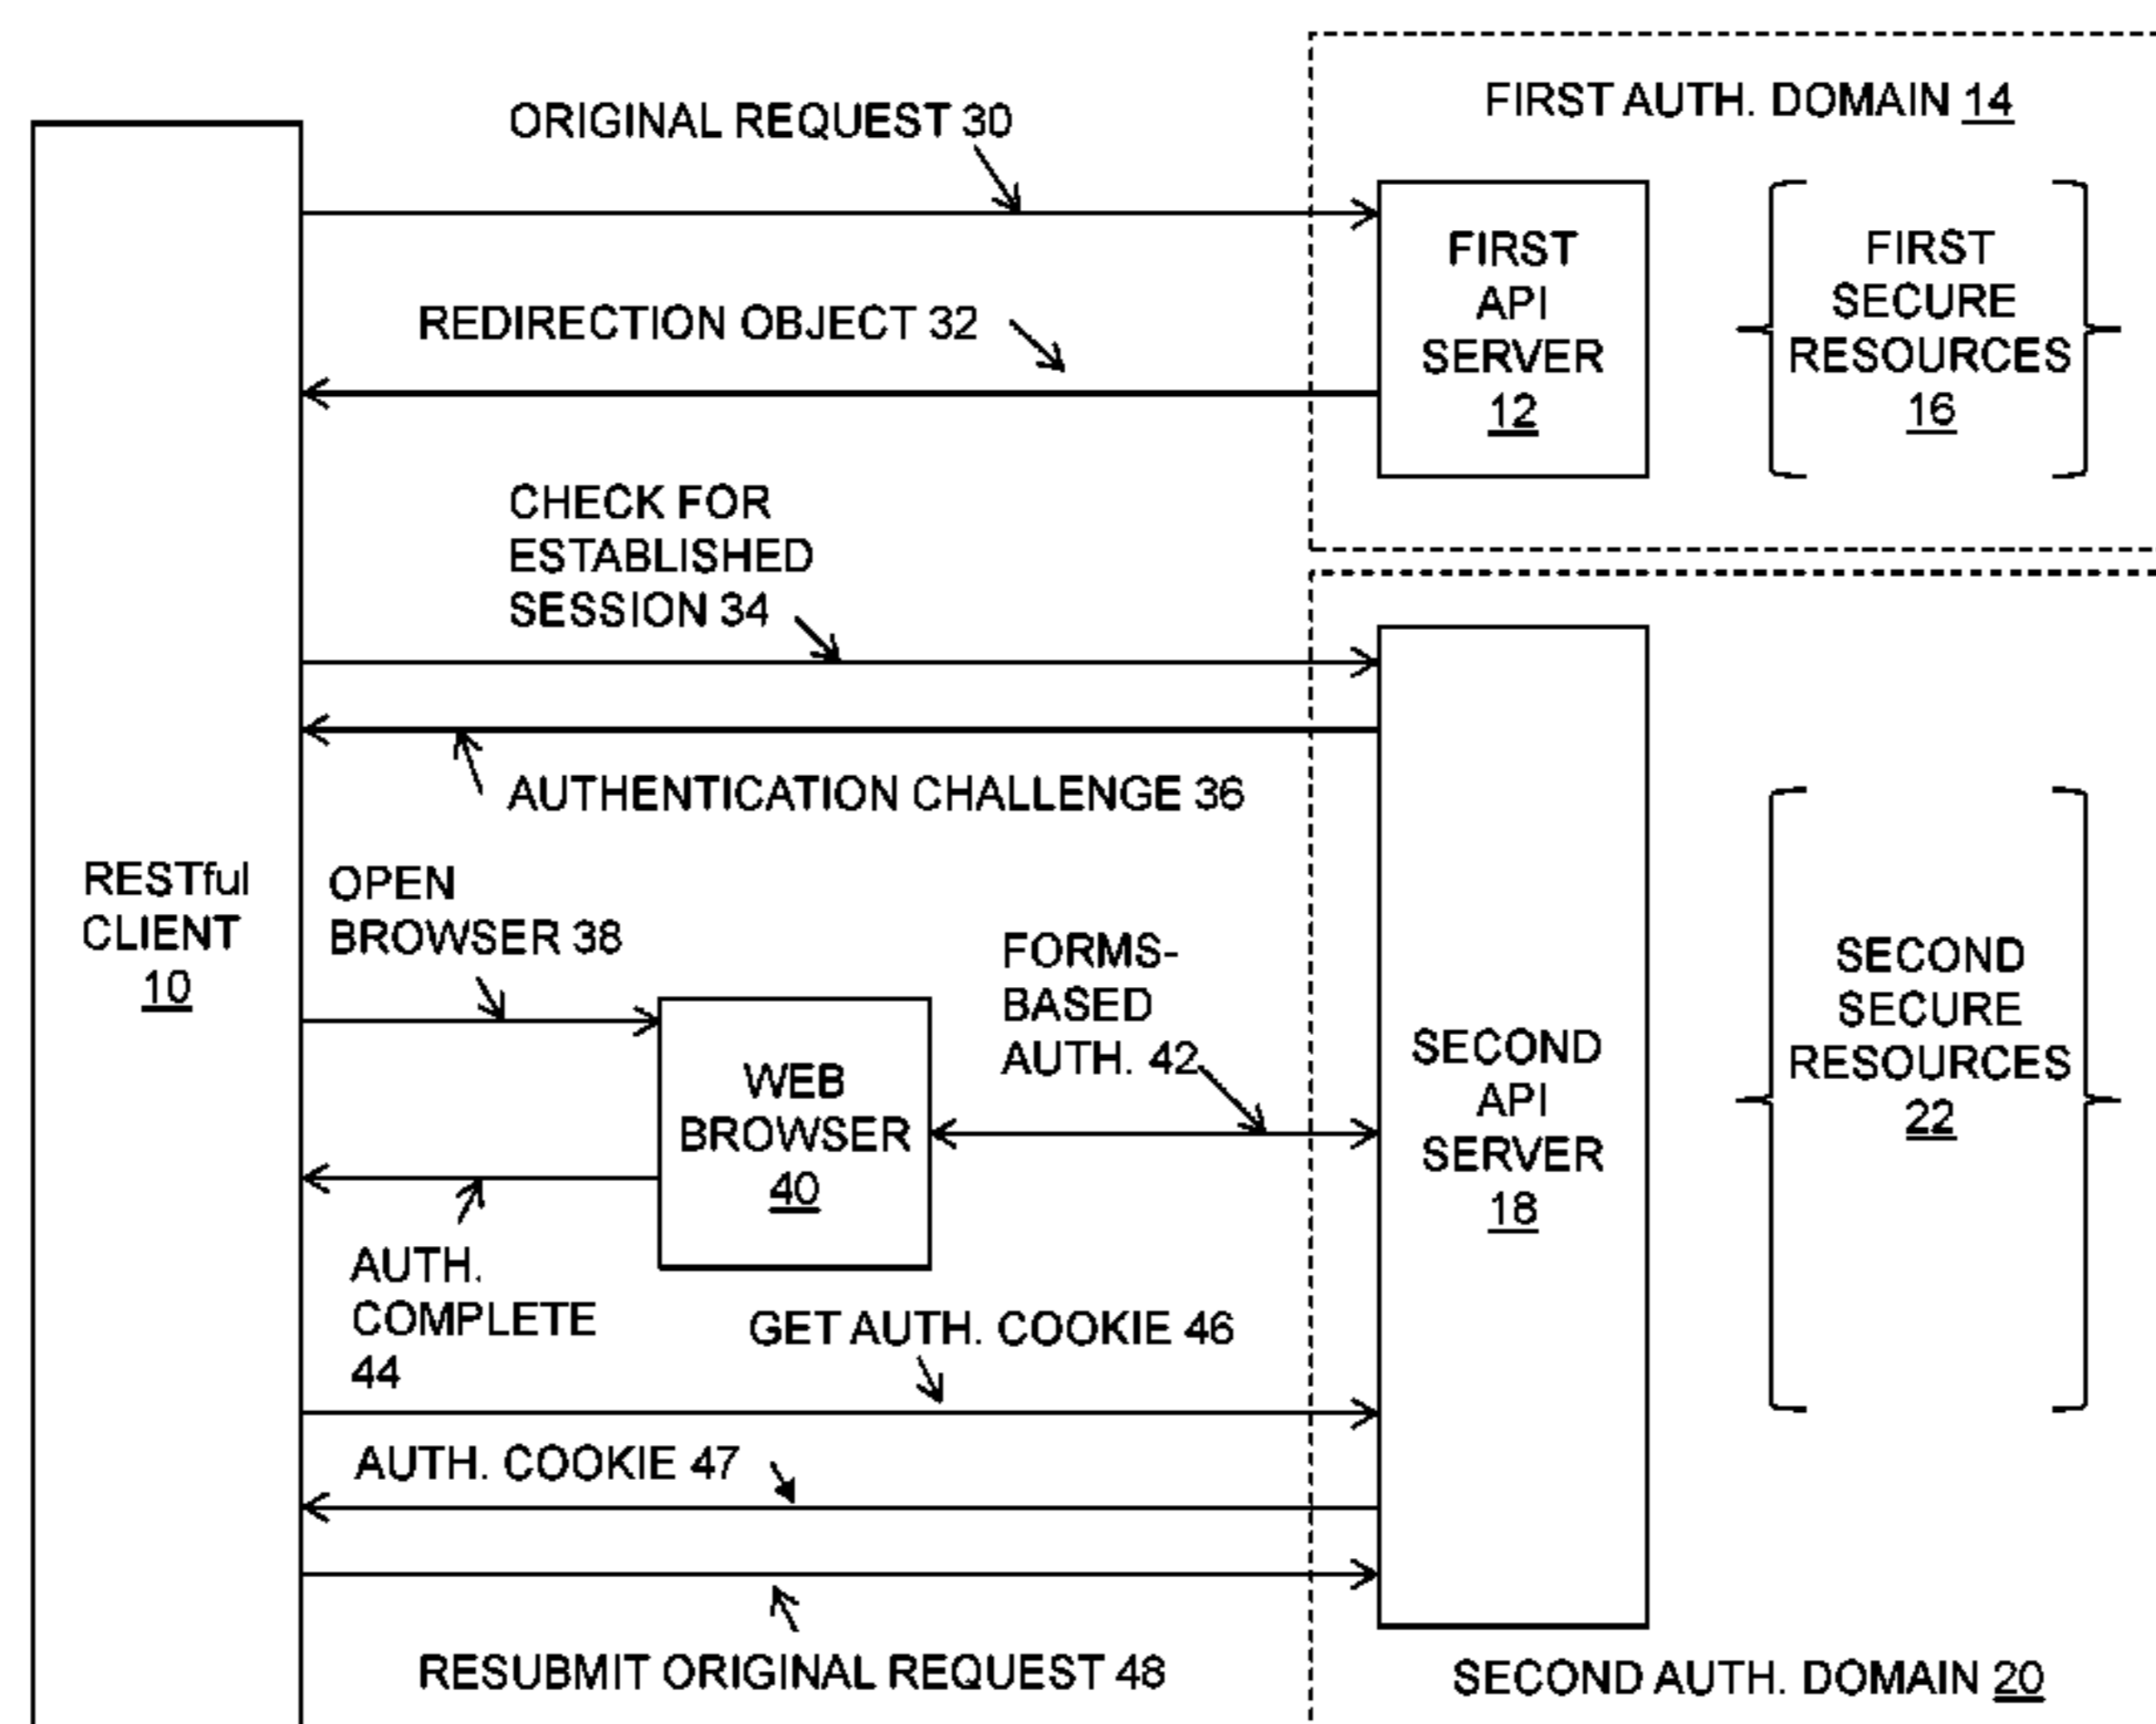 FIRST AUTH. DOMAIN 14
ORIGINAL REQUEST 30
FIRST
API
SERVER
12
FIRST
SECURE
RESOURCES
16
REDIRECTION OBJECT 32
CHECK FOR
ESTABLISHED
SESSION 34
AUTHENTICATION CHALLENGE 36
RESTful
CLIENT
10
OPEN
BROWSER 38
WEB
BROWSER
40
FORMS-
BASED
AUTH. 42
SECOND
API
SERVER
18
SECOND
SECURE
RESOURCES
22
AUTH.
COMPLETE
44
GET AUTH. COOKIE 46
AUTH. COOKIE 47
RESUBMIT ORIGINAL REQUEST 48
SECOND AUTH. DOMAIN 20